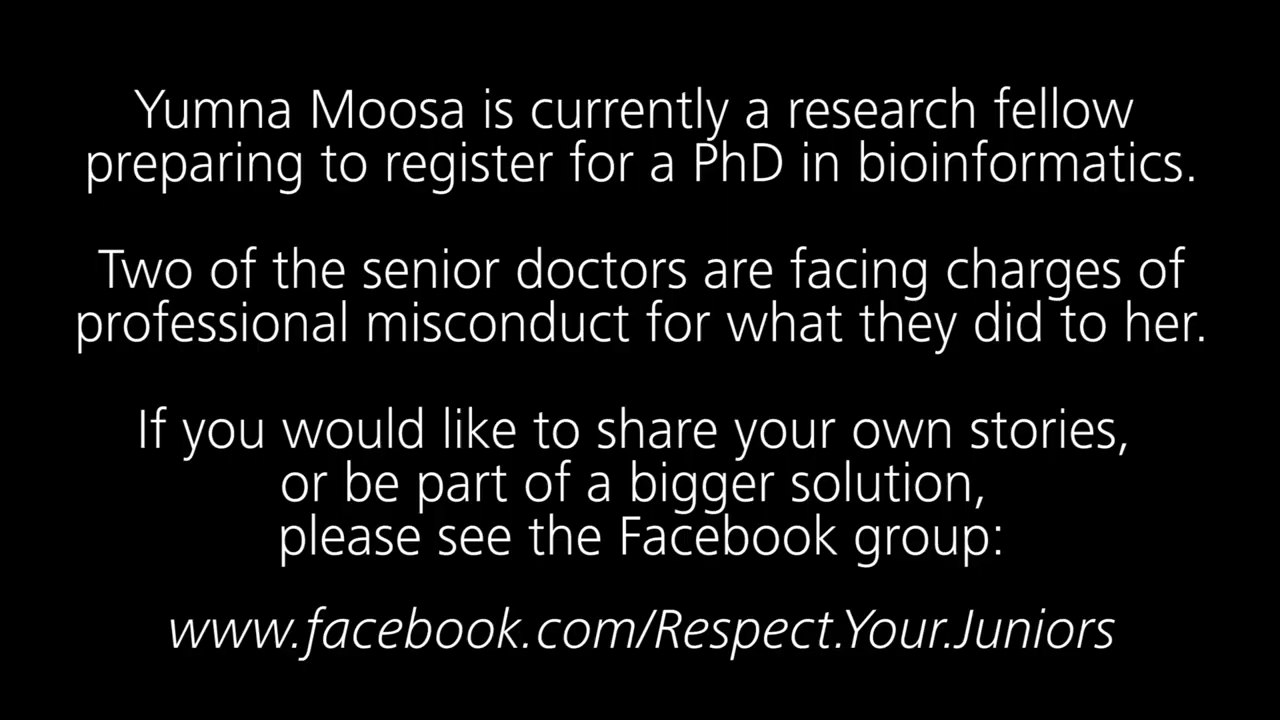 Yumna Moosa is currently a research fellow
preparing to register for a PhD in bioinformatics.
Two of the senior doctors are facing charges of
professional misconduct for what they did to her.
If you would like to share your own stories,
or be part of a bigger solution,
please see the Facebook group:
www.facebook.com/Respect.Your.Juniors